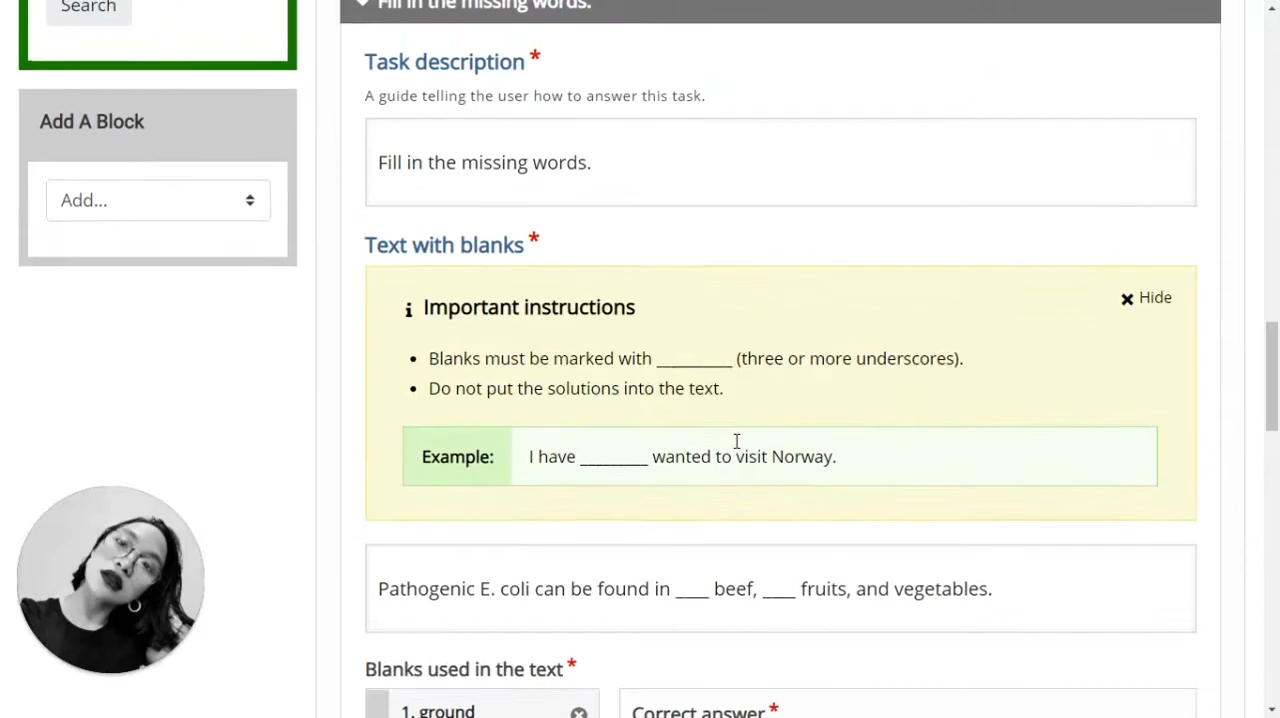 Search
Fill in the missing words.
Task description *
A guide telling the user how to answer this task.
Add A Block
Fill in the missing words.
Add...
Text with blanks *
Important instructions
Hide
Blanks must be marked with _________ (three or more underscores).
Do not put the solutions into the text.
Example: I have ________ wanted to visit Norway.
Pathogenic E. coli can be found in ____ beef, ____ fruits, and vegetables.
Blanks used in the text *
1. ground
Correct answer *